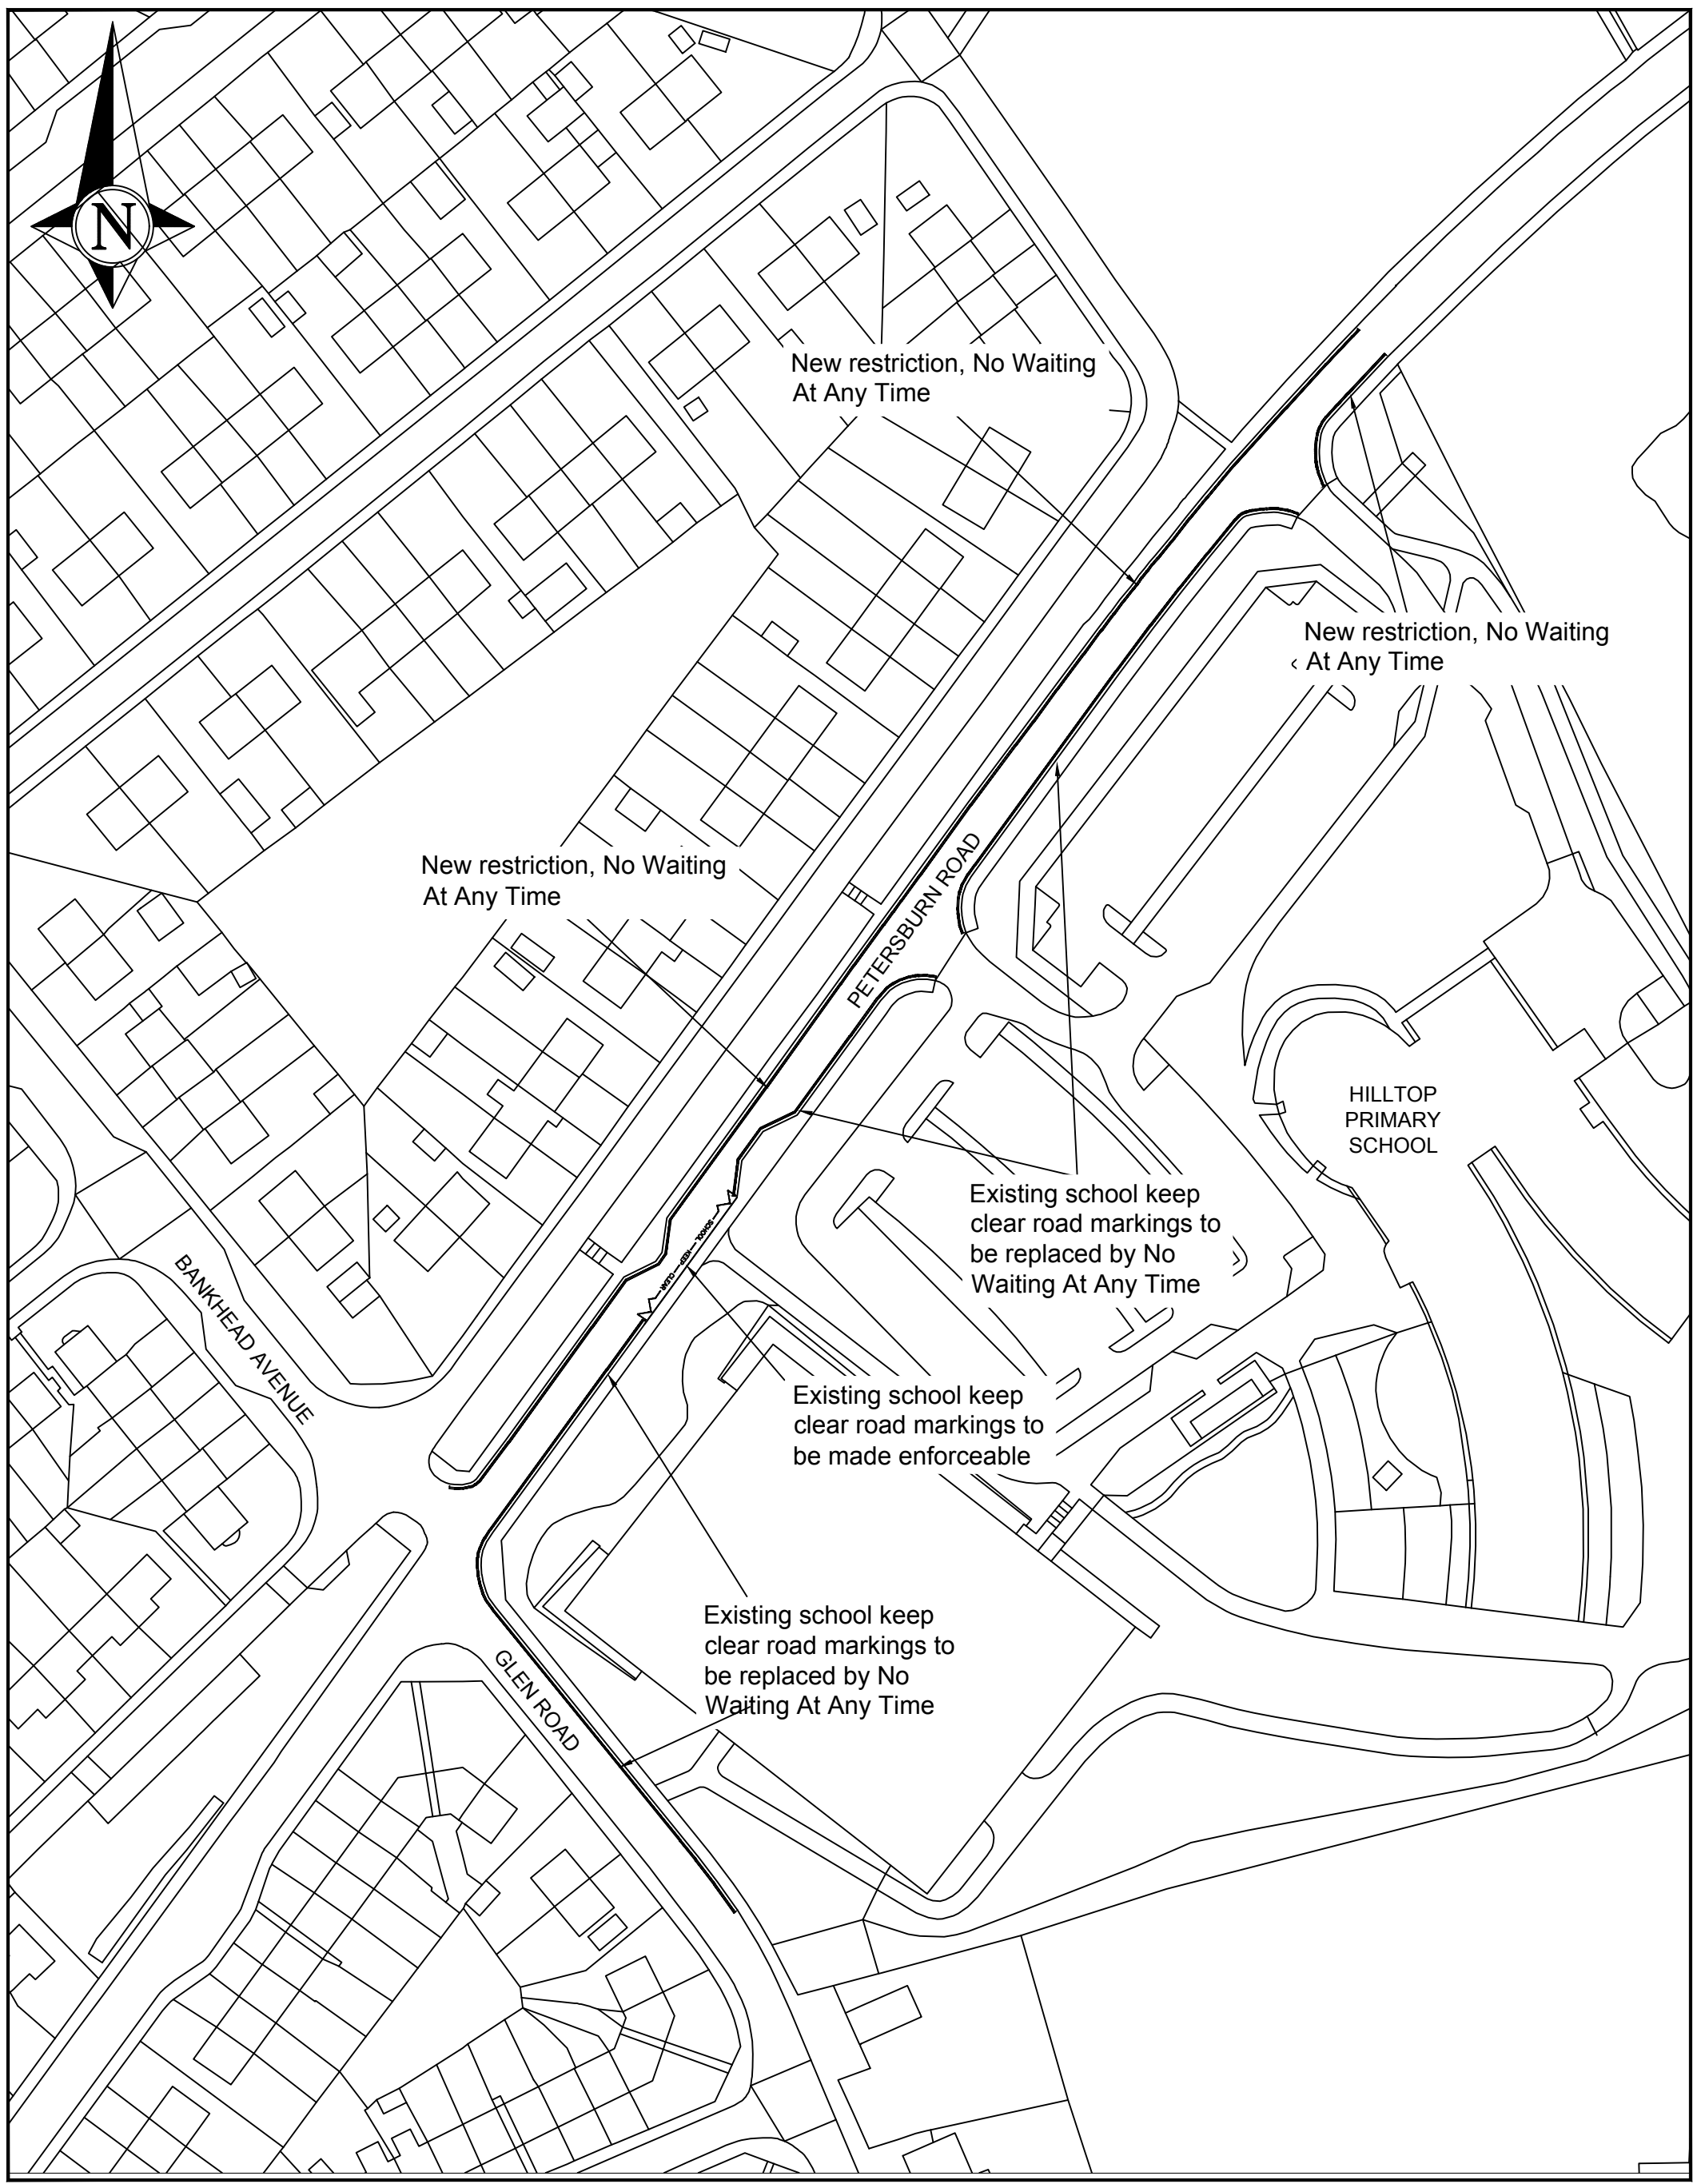 N
New restriction, No Waiting
At Any Time
New restriction, No Waiting
At Any Time
New restriction, No Waiting
At Any Time
PETERSBURN ROAD
HILLTOP
PRIMARY
SCHOOL
Existing school keep
clear road markings to
be replaced by No
Waiting At Any Time
SCHOOL KEEP CLEAR
BANKHEAD AVENUE
Existing school keep
clear road markings to
be made enforceable
Existing school keep
clear road markings to
be replaced by No
Waiting At Any Time
GLEN ROAD